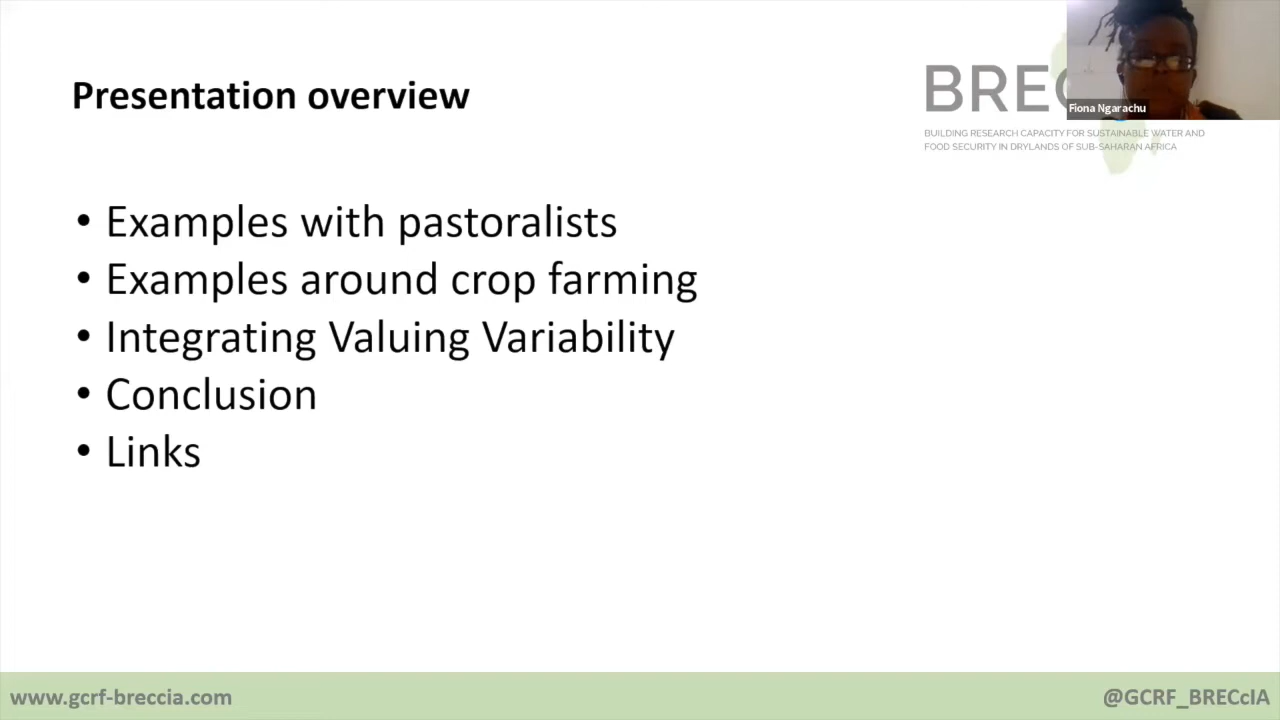 Presentation overview
BREC
Fiona Ngarachu
BUILDING RESEARCH CAPACITY FOR SUSTAINABLE WATER AND
FOOD SECURITY IN DRYLANDS OF SUB-SAHARAN AFRICA
• Examples with pastoralists
• Examples around crop farming
• Integrating Valuing Variability
• Conclusion
• Links
www.gcrf-breccia.com
@GCRF_BRECcIA